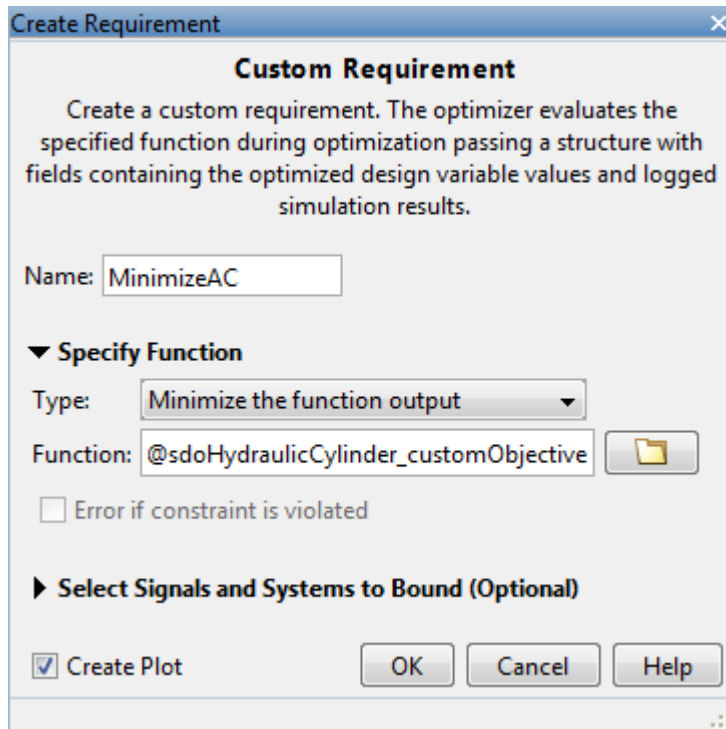 Create Requirement
Custom Requirement
Create a custom requirement. The optimizer evaluates the
specified function during optimization passing a structure with
fields containing the optimized design variable values and logged
simulation results.
Name: MinimizeAC
Specify Function
Type: Minimize the function output
Function: @sdoHydraulicCylinder_customObjective
Error if constraint is violated
Select Signals and Systems to Bound (Optional)
Create Plot OK Cancel Help